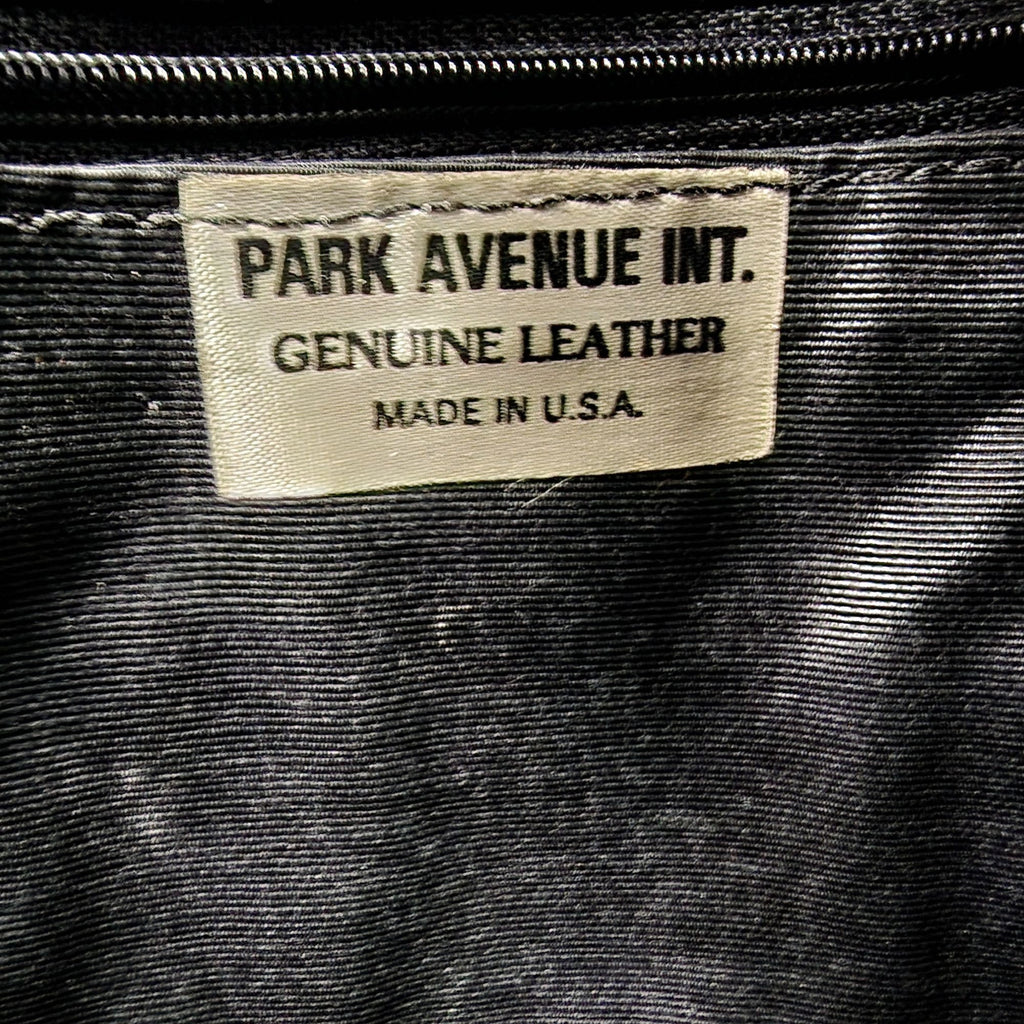 PARK AVENUE INT.
GENUINE LEATHER
MADE IN U.S.A.